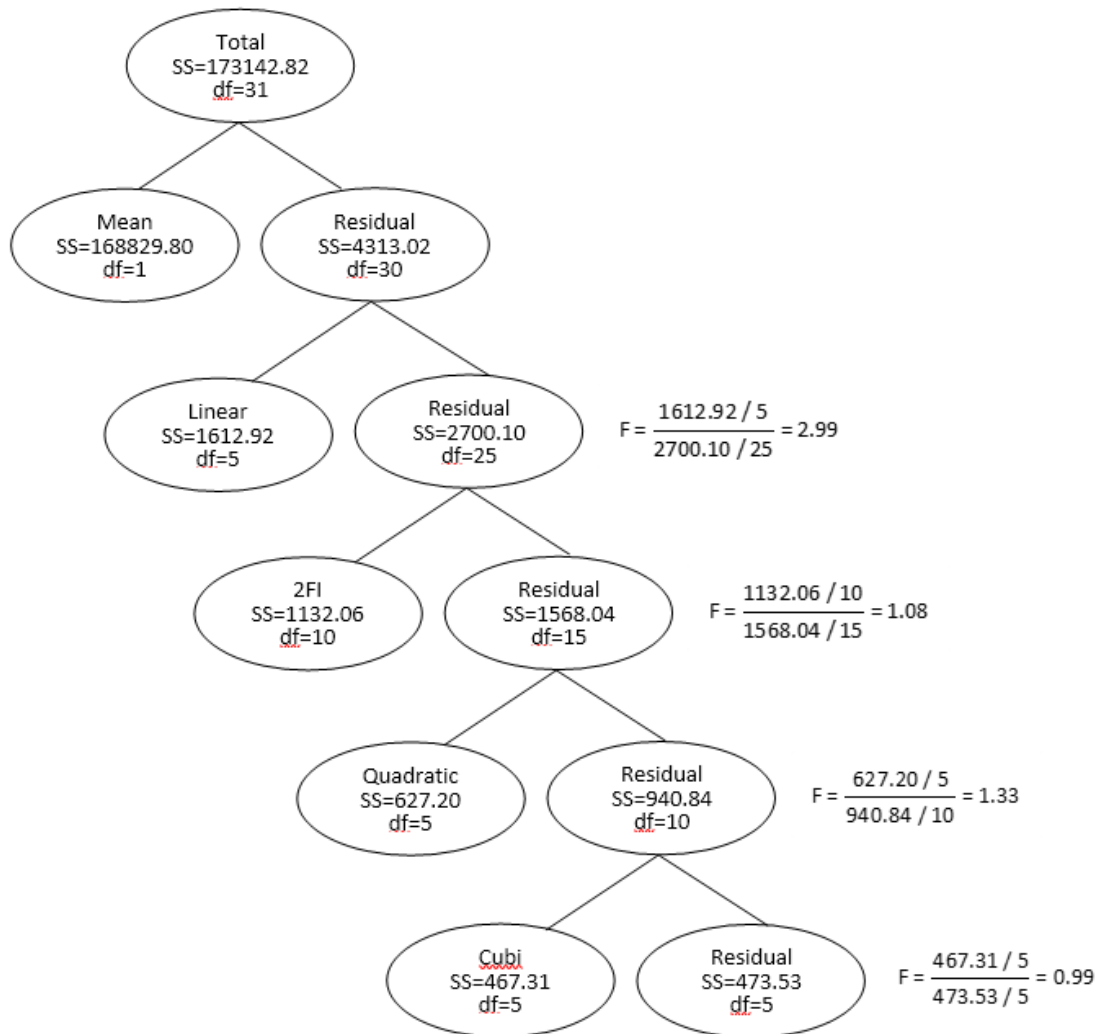 Total
SS=173142.82
df=31
Mean
SS=168829.80
df=1
Residual
SS=4313.02
df=30
Linear
SS=1612.92
df=5
Residual
SS=2700.10
df=25
F = 1612.92 / 5
2700.10 / 25
= 2.99
2FI
SS=1132.06
df=10
Residual
SS=1568.04
df=15
F = 1132.06 / 10
1568.04 / 15
= 1.08
Quadratic
SS=627.20
df=5
Residual
SS=940.84
df=10
F = 627.20 / 5
940.84 / 10
= 1.33
Cubi
SS=467.31
df=5
Residual
SS=473.53
df=5
F = 467.31 / 5
473.53 / 5
= 0.99